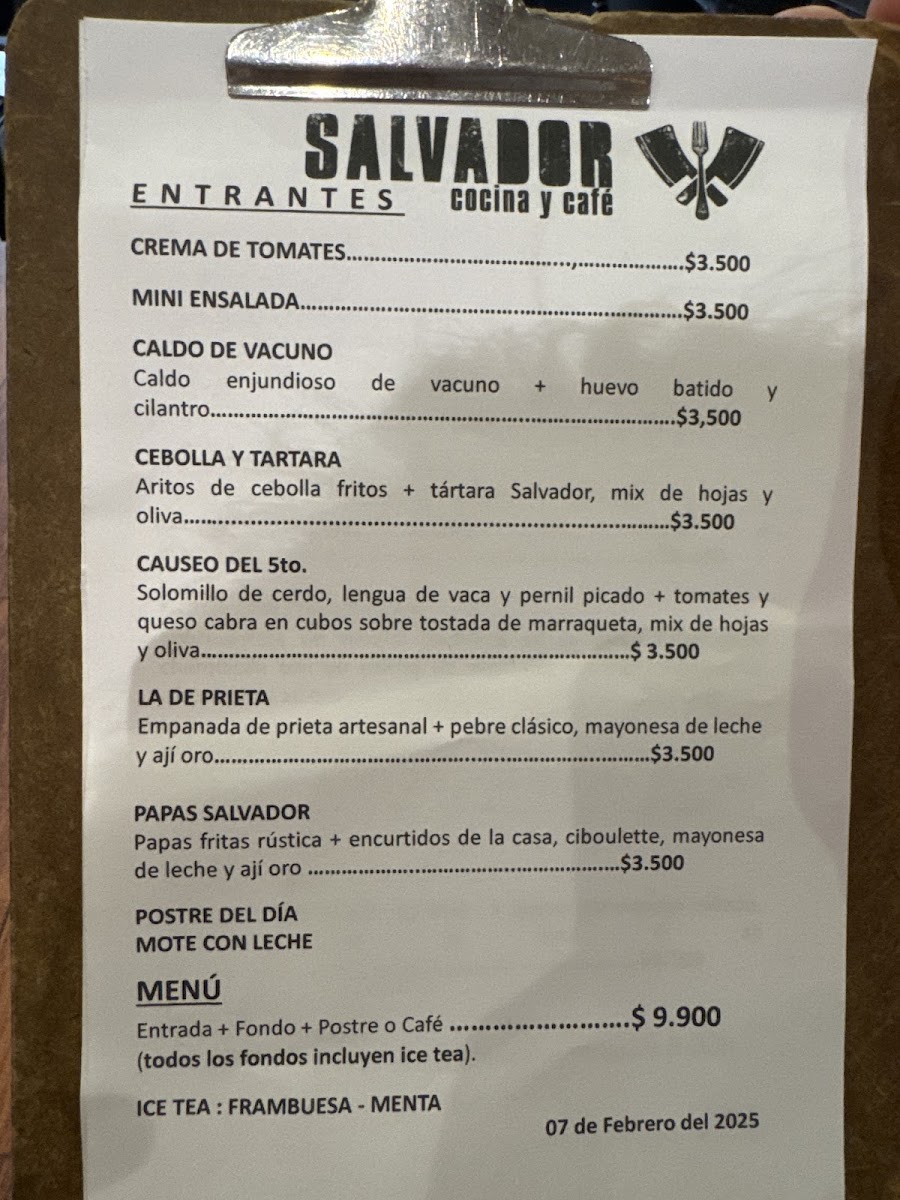 SALVADOR
cocina y café
ENTRANTES
CREMA DE TOMATES..............................................,......................$3.500
MINI ENSALADA..........................................................................$3.500
CALDO DE VACUNO
Caldo enjundioso de vacuno + huevo batido y
cilantro..........................................................................................$3,500
CEBOLLA Y TARTARA
Aritos de cebolla fritos + tártara Salvador, mix de hojas y
oliva..............................................................................................$3.500
CAUSEO DEL 5to.
Solomillo de cerdo, lengua de vaca y pernil picado + tomates y
queso cabra en cubos sobre tostada de marraqueta, mix de hojas
y oliva...................................................................................$ 3.500
LA DE PRIETA
Empanada de prieta artesanal + pebre clásico, mayonesa de leche
y ají oro....................................................................................$3.500
PAPAS SALVADOR
Papas fritas rústica + encurtidos de la casa, ciboulette, mayonesa
de leche y ají oro ............................................................$3.500
POSTRE DEL DÍA
MOTE CON LECHE
MENÚ
Entrada + Fondo + Postre o Café ............................$ 9.900
(todos los fondos incluyen ice tea).
ICE TEA : FRAMBUESA - MENTA
07 de Febrero del 2025